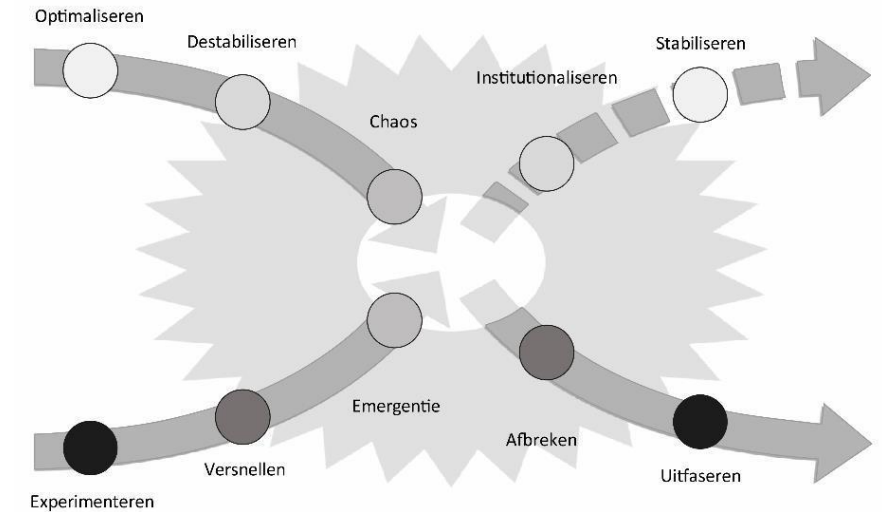 Optimaliseren
Destabiliseren
Chaos
Institutionaliseren
Stabiliseren
Experimenteren
Versnellen
Emergentie
Afbreken
Uitfaseren